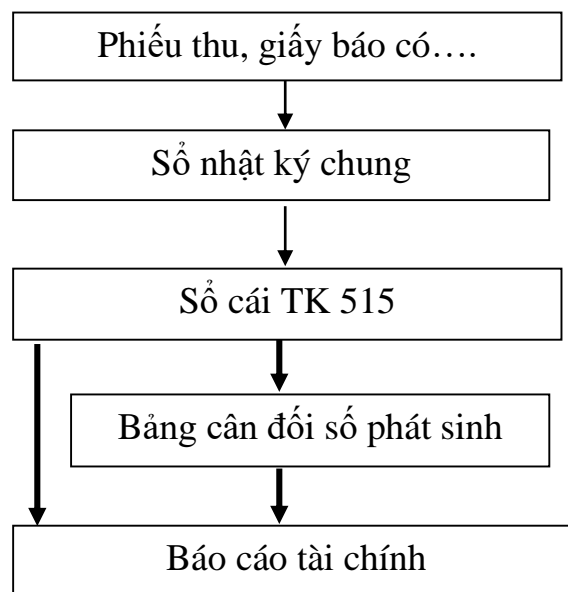 Phiếu thu, giấy báo có….
Sổ nhật ký chung
Sổ cái TK 515
Bảng cân đối số phát sinh
Báo cáo tài chính